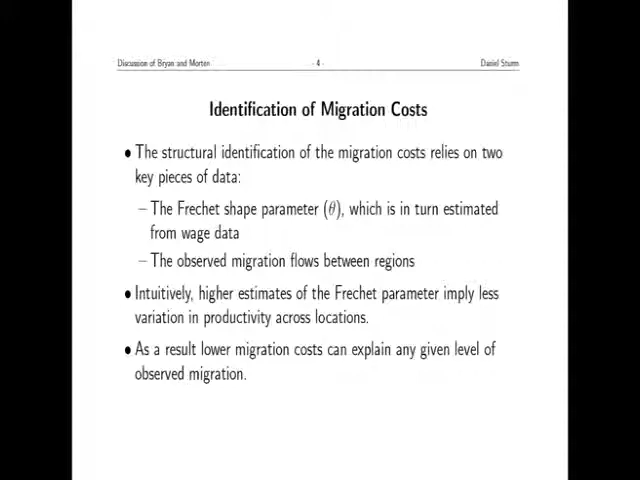 Discussion of Bryan and Morten - 4 - Daniel Sturm
Identification of Migration Costs
• The structural identification of the migration costs relies on two
key pieces of data:
– The Frechet shape parameter (θ), which is in turn estimated
from wage data
– The observed migration flows between regions
• Intuitively, higher estimates of the Frechet parameter imply less
variation in productivity across locations.
• As a result lower migration costs can explain any given level of
observed migration.